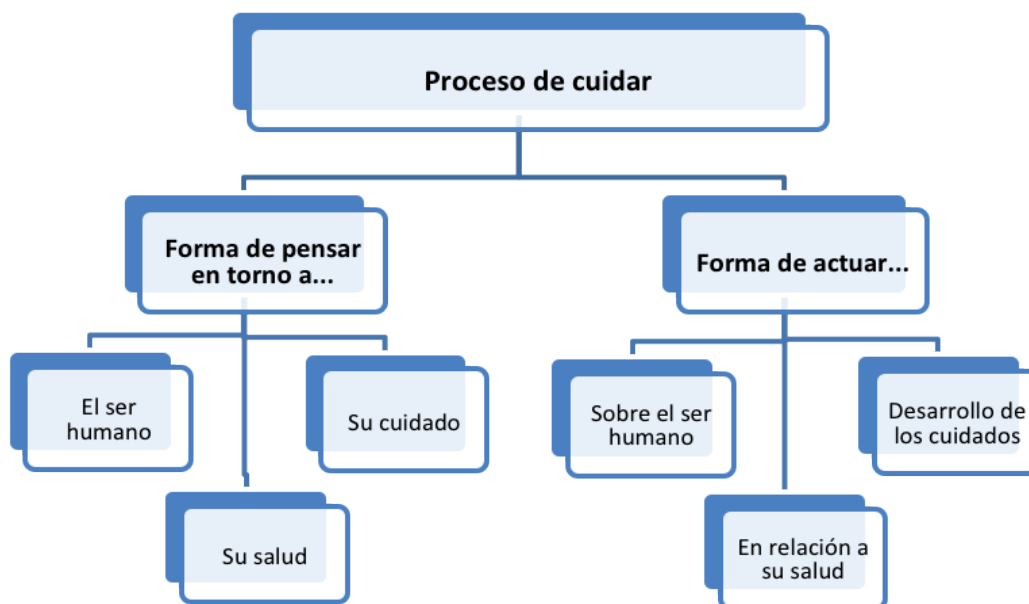 Proceso de cuidar
Forma de pensar
en torno a...
Forma de actuar...
El ser
humano
Su cuidado
Su salud
Sobre el ser
humano
Desarrollo de
los cuidados
En relación a
su salud